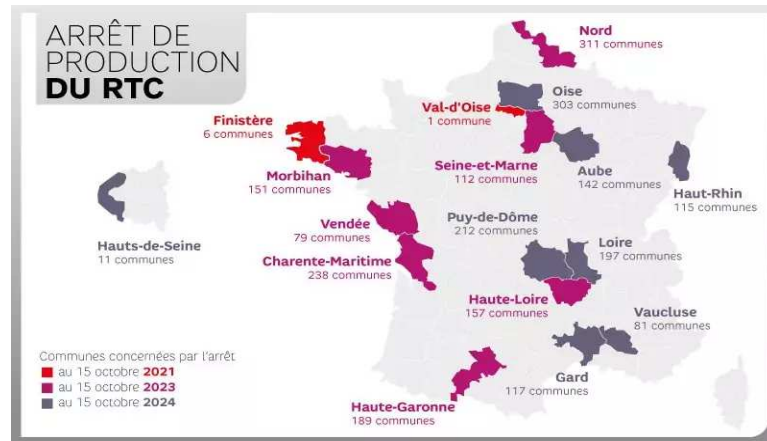 ARRÊT DE
PRODUCTION
DU RTC
Nord
311 communes
Oise
303 communes
Val-d'Oise
1 commune
Finistère
6 communes
Seine-et-Marne
112 communes
Aube
142 communes
Haut-Rhin
115 communes
Morbihan
151 communes
Hauts-de-Seine
11 communes
Vendée
79 communes
Puy-de-Dôme
212 communes
Charente-Maritime
238 communes
Loire
197 communes
Haute-Loire
157 communes
Vaucluse
81 communes
Gard
117 communes
Haute-Garonne
189 communes
Communes concernées par l'arrêt
au 15 octobre 2021
au 15 octobre 2023
au 15 octobre 2024